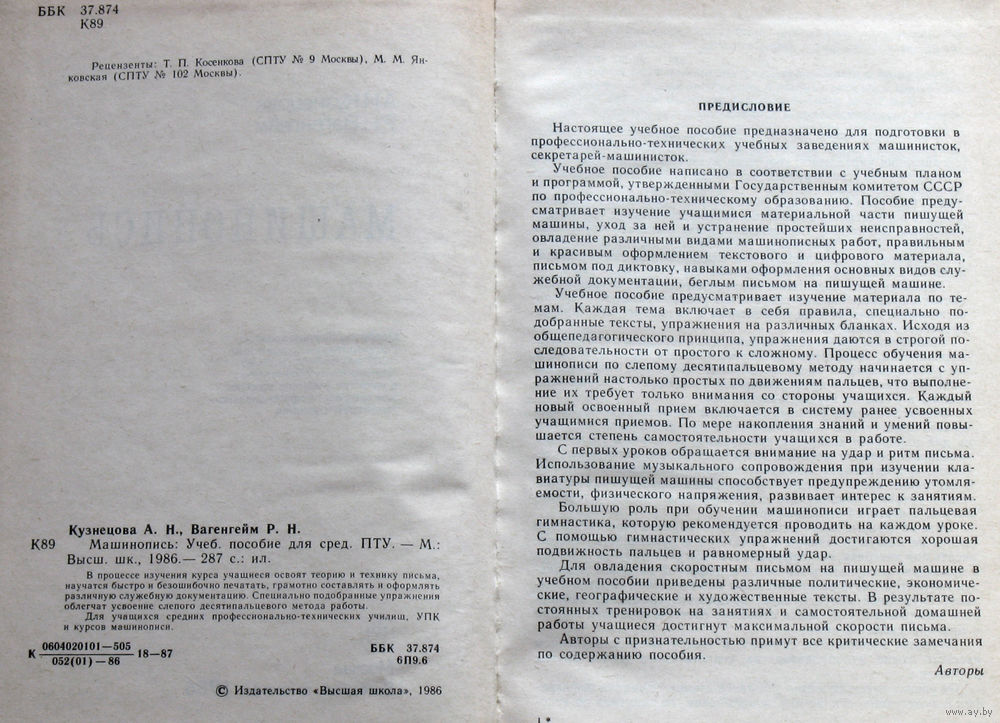 ББК 37.874
К89
Рецензенты: Т. П. Косенкова (СПТУ № 9 Москвы), М. М. Ян-
ковская (СПТУ № 102 Москвы).
Кузнецова А. Н., Вагенгейм Р. Н.
К89 Машинопись: Учеб. пособие для сред. ПТУ. — М.:
Высш. шк., 1986.— 287 с.: ил.
В процессе изучения курса учащиеся освоят теорию и технику письма,
научатся быстро и безошибочно печатать, грамотно составлять и оформлять
различную служебную документацию. Специально подобранные упражнения
облегчат усвоение слепого десятипальцевого метода работы.
Для учащихся средних профессионально-технических училищ, УПК
и курсов машинописи.
К 0604020101—505 18—87
052(01)—86
ББК 37.874
6П9.6
© Издательство «Высшая школа», 1986
ПРЕДИСЛОВИЕ
Настоящее учебное пособие предназначено для подготовки в
профессионально-технических учебных заведениях машинисток,
секретарей-машинисток.
Учебное пособие написано в соответствии с учебным планом
и программой, утвержденными Государственным комитетом СССР
по профессионально-техническому образованию. Пособие преду-
сматривает изучение учащимися материальной части пишущей
машины, уход за ней и устранение простейших неисправностей,
овладение различными видами машинописных работ, правильным
и красивым оформлением текстового и цифрового материала,
письмом под диктовку, навыками оформления основных видов слу-
жебной документации, беглым письмом на пишущей машине.
Учебное пособие предусматривает изучение материала по те-
мам. Каждая тема включает в себя правила, специально по-
добранные тексты, упражнения на различных бланках. Исходя из
общепедагогического принципа, упражнения даются в строгой по-
следовательности от простого к сложному. Процесс обучения ма-
шинописи по слепому десятипальцевому методу начинается с уп-
ражнений настолько простых по движениям пальцев, что выполне-
ние их требует только внимания со стороны учащихся. Каждый
новый освоенный прием включается в систему ранее усвоенных
учащимися приемов. По мере накопления знаний и умений повы-
шается степень самостоятельности учащихся в работе.
С первых уроков обращается внимание на удар и ритм письма.
Использование музыкального сопровождения при изучении кла-
виатуры пишущей машины способствует предупреждению утомля-
емости, физического напряжения, развивает интерес к занятиям.
Большую роль при обучении машинописи играет пальцевая
гимнастика, которую рекомендуется проводить на каждом уроке.
С помощью гимнастических упражнений достигаются хорошая
подвижность пальцев и равномерный удар.
Для овладения скоростным письмом на пишущей машине в
учебном пособии приведены различные политические, экономиче-
ские, географические и художественные тексты. В результате по-
стоянных тренировок на занятиях и самостоятельной домашней
работы учащиеся достигнут максимальной скорости письма.
Авторы с признательностью примут все критические замечания
по содержанию пособия.
Авторы
1*
www.ay.by